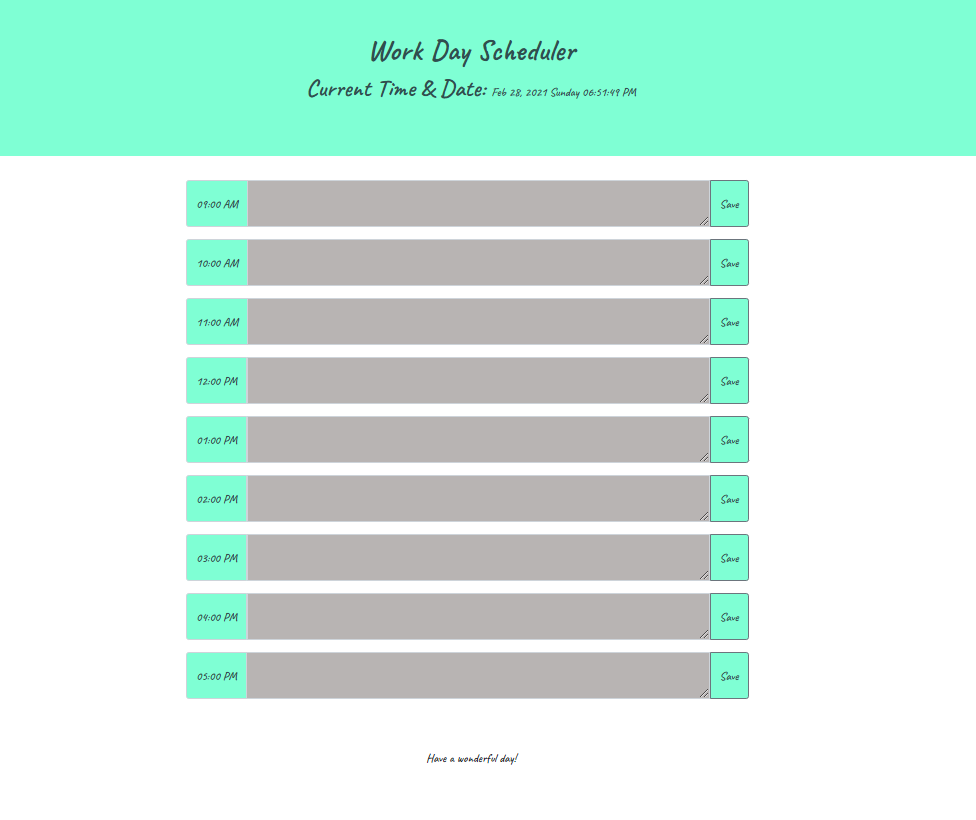 Work Day Scheduler
Current Time & Date: Feb 28, 2021 Sunday 06:51:49 PM
09:00 AM Save
10:00 AM Save
11:00 AM Save
12:00 PM Save
01:00 PM Save
02:00 PM Save
03:00 PM Save
04:00 PM Save
05:00 PM Save
Have a wonderful day!